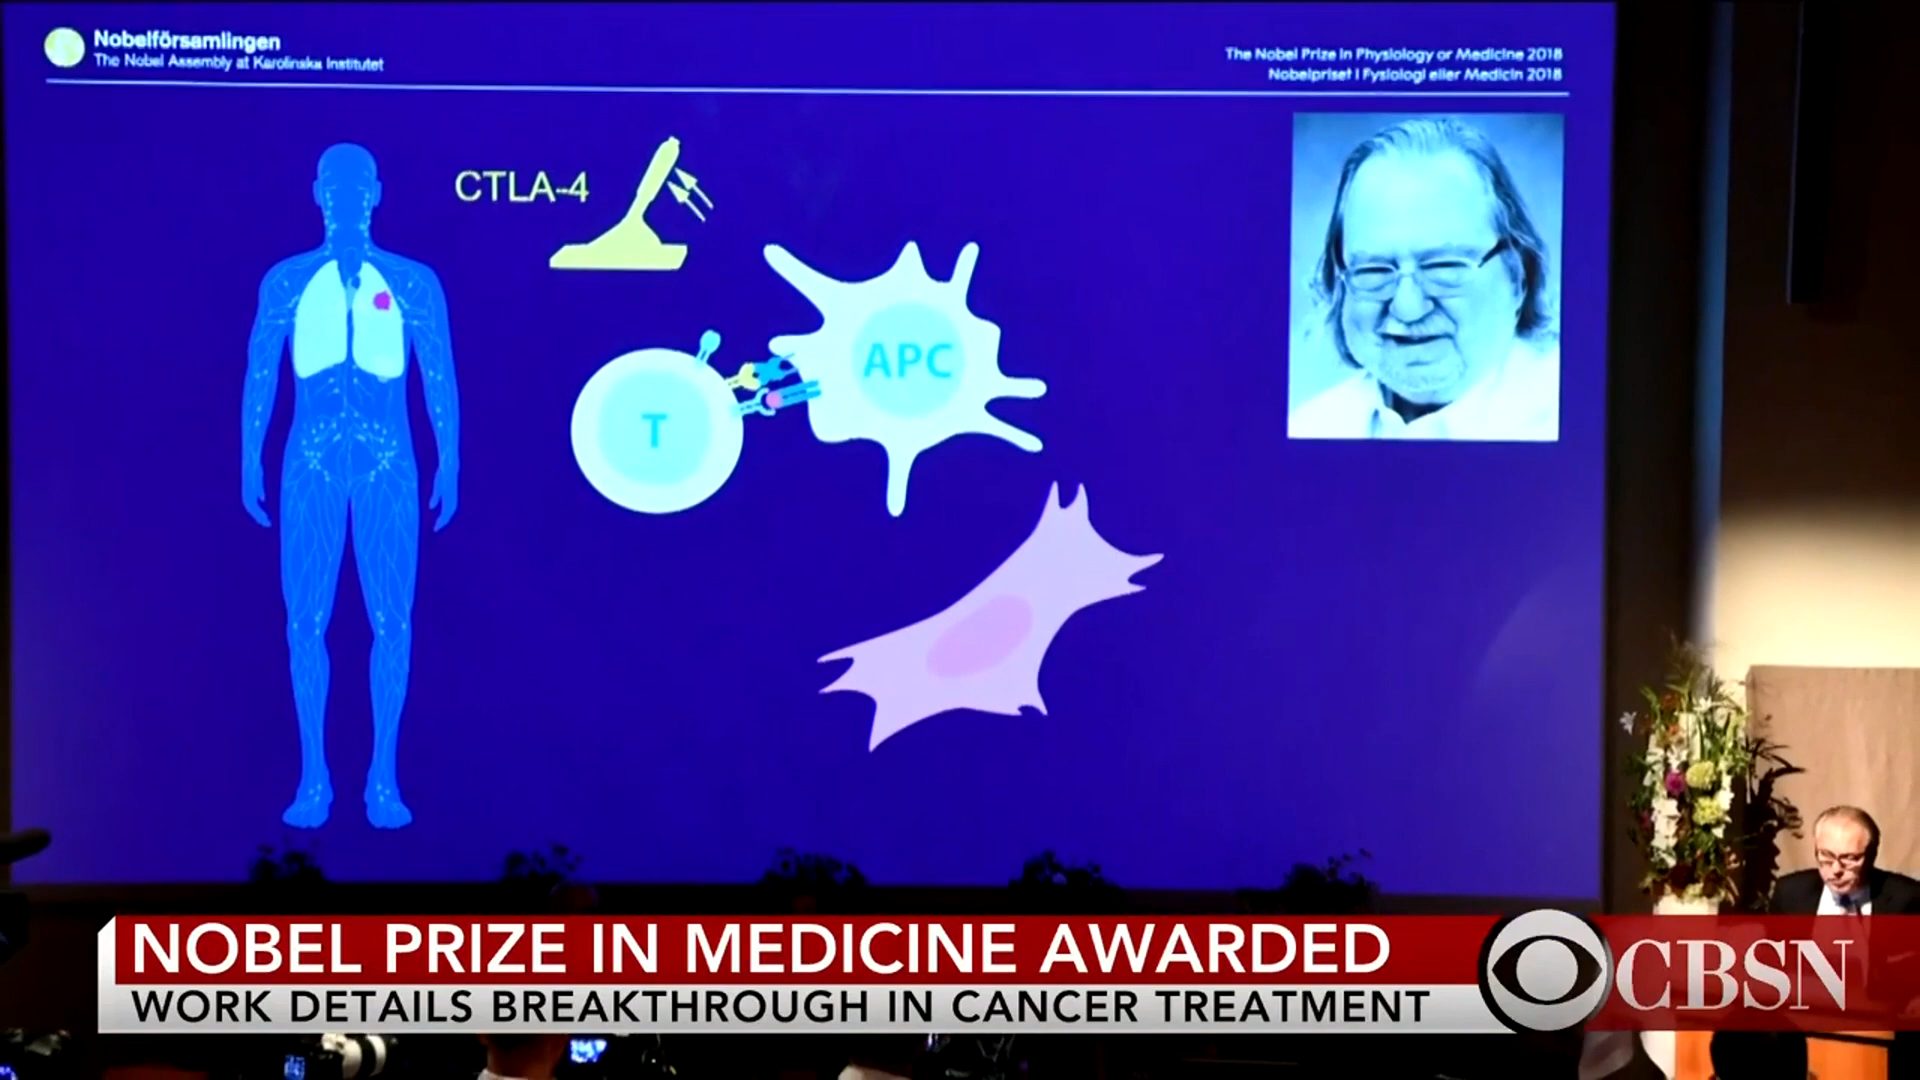 Nobelförsamlingen
The Nobel Assembly at Karolinska Institutet
The Nobel Prize in Physiology or Medicine 2018
Nobelpriset i Fysiologi eller Medicin 2018
CTLA-4
APC
T
NOBEL PRIZE IN MEDICINE AWARDED
WORK DETAILS BREAKTHROUGH IN CANCER TREATMENT
CBSN